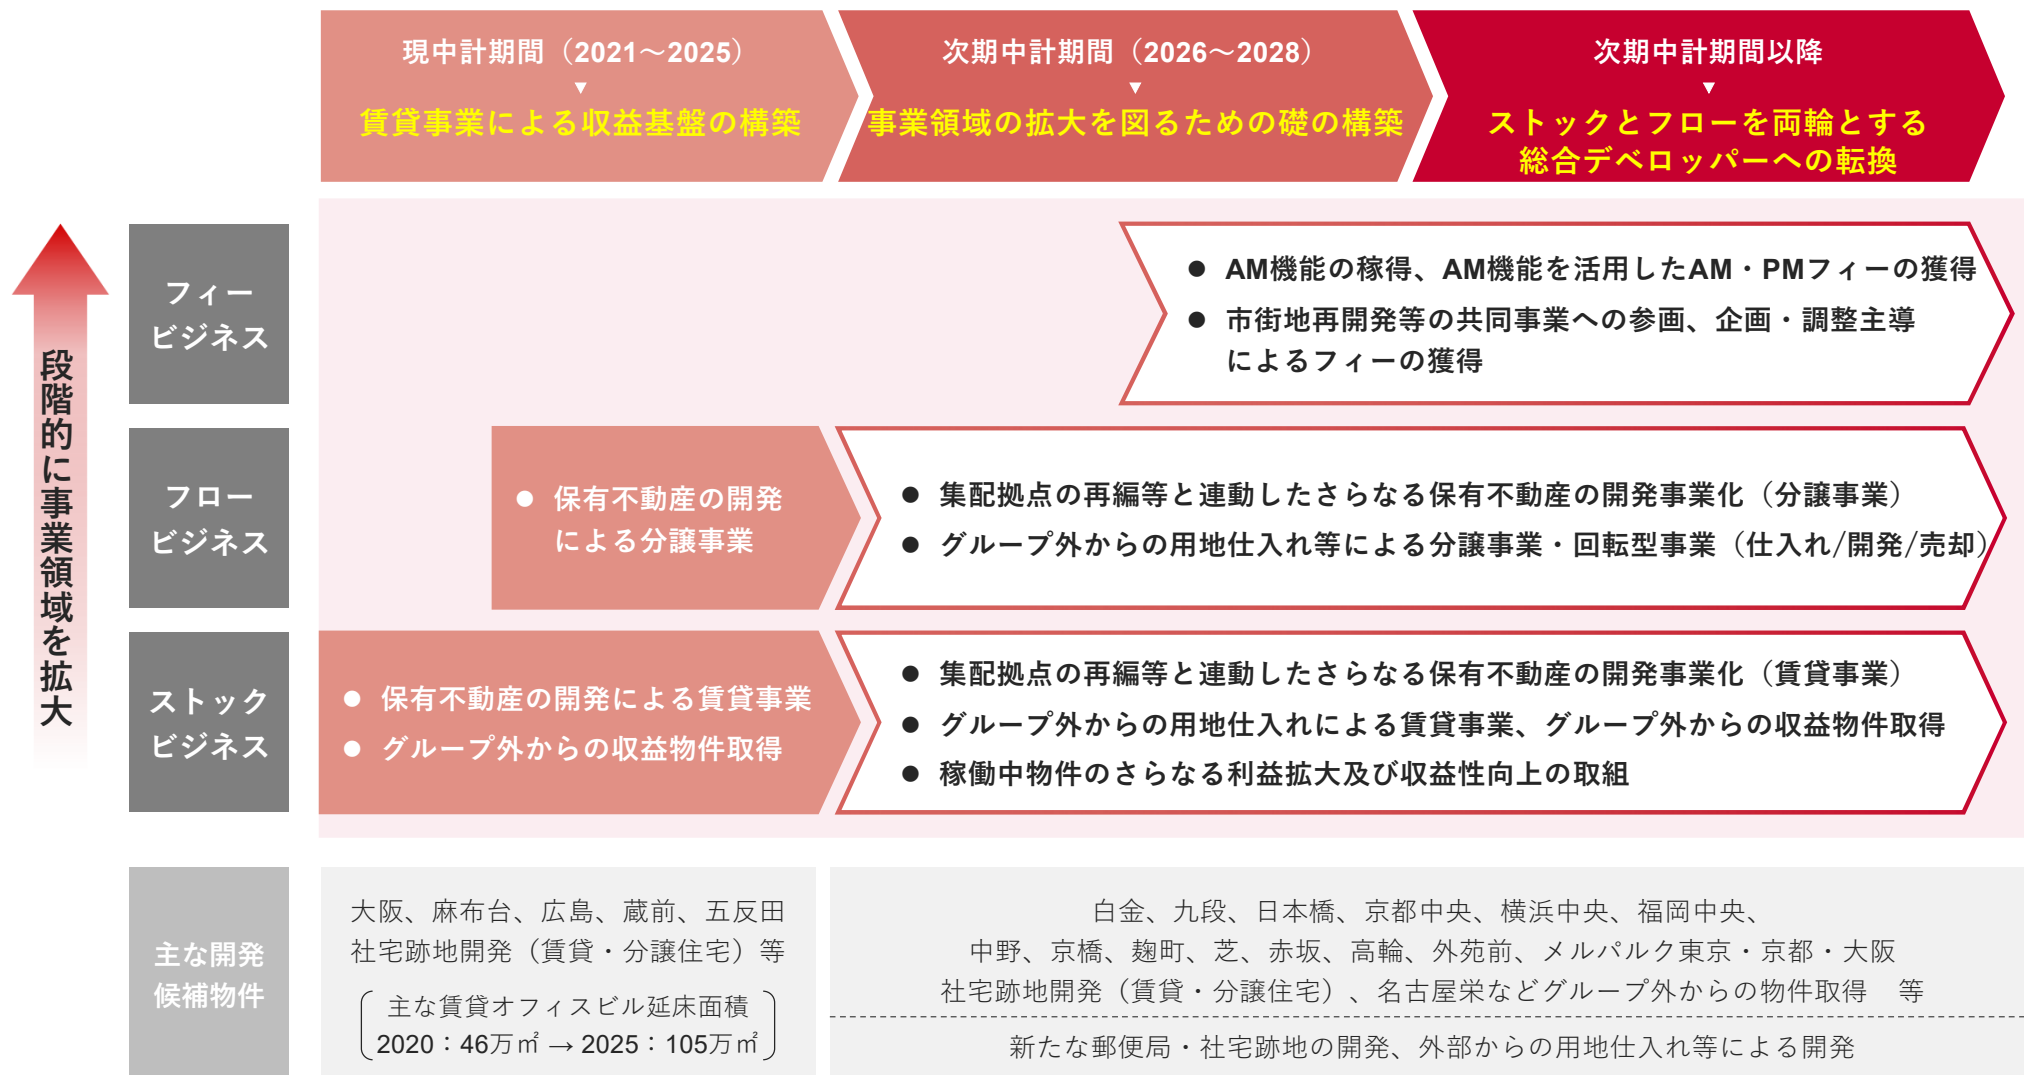 現中計期間（2021～2025）
▼
賃貸事業による収益基盤の構築
次期中計期間（2026～2028）
▼
事業領域の拡大を図るための礎の構築
次期中計期間以降
▼
ストックとフローを両輪とする
総合デベロッパーへの転換
段階的に事業領域を拡大
フィー
ビジネス
● AM機能の稼得、AM機能を活用したAM・PMフィーの獲得
● 市街地再開発等の共同事業への参画、企画・調整主導
によるフィーの獲得
フロー
ビジネス
● 保有不動産の開発
による分譲事業
● 集配拠点の再編等と連動したさらなる保有不動産の開発事業化（分譲事業）
● グループ外からの用地仕入れ等による分譲事業・回転型事業（仕入れ/開発/売却）
ストック
ビジネス
● 保有不動産の開発による賃貸事業
● グループ外からの収益物件取得
● 集配拠点の再編等と連動したさらなる保有不動産の開発事業化（賃貸事業）
● グループ外からの用地仕入れによる賃貸事業、グループ外からの収益物件取得
● 稼働中物件のさらなる利益拡大及び収益性向上の取組
主な開発
候補物件
大阪、麻布台、広島、蔵前、五反田
社宅跡地開発（賃貸・分譲住宅）等
主な賃貸オフィスビル延床面積
2020：46万㎡ → 2025：105万㎡
白金、九段、日本橋、京都中央、横浜中央、福岡中央、
中野、京橋、麹町、芝、赤坂、高輪、外苑前、メルパルク東京・京都・大阪
社宅跡地開発（賃貸・分譲住宅）、名古屋栄などグループ外からの物件取得　等
新たな郵便局・社宅跡地の開発、外部からの用地仕入れ等による開発